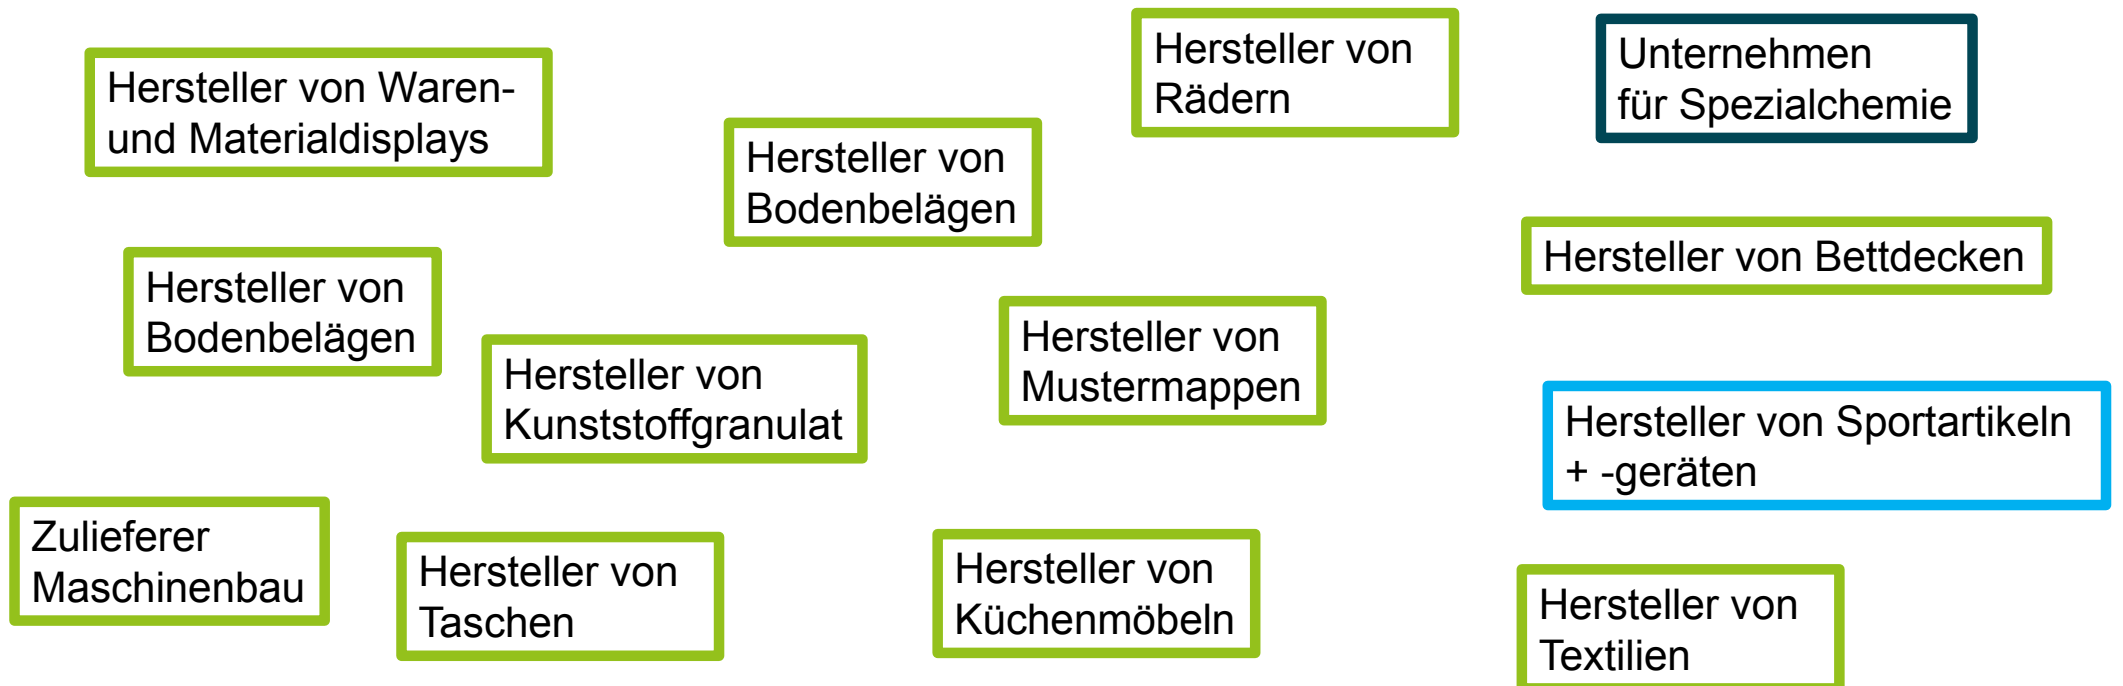 Hersteller von Waren-
und Materialdisplays
Hersteller von
Rädern
Unternehmen
für Spezialchemie
Hersteller von
Bodenbelägen
Hersteller von Bettdecken
Hersteller von
Bodenbelägen
Hersteller von
Kunststoffgranulat
Hersteller von
Mustermappen
Hersteller von Sportartikeln
+ -geräten
Zulieferer
Maschinenbau
Hersteller von
Taschen
Hersteller von
Küchenmöbeln
Hersteller von
Textilien